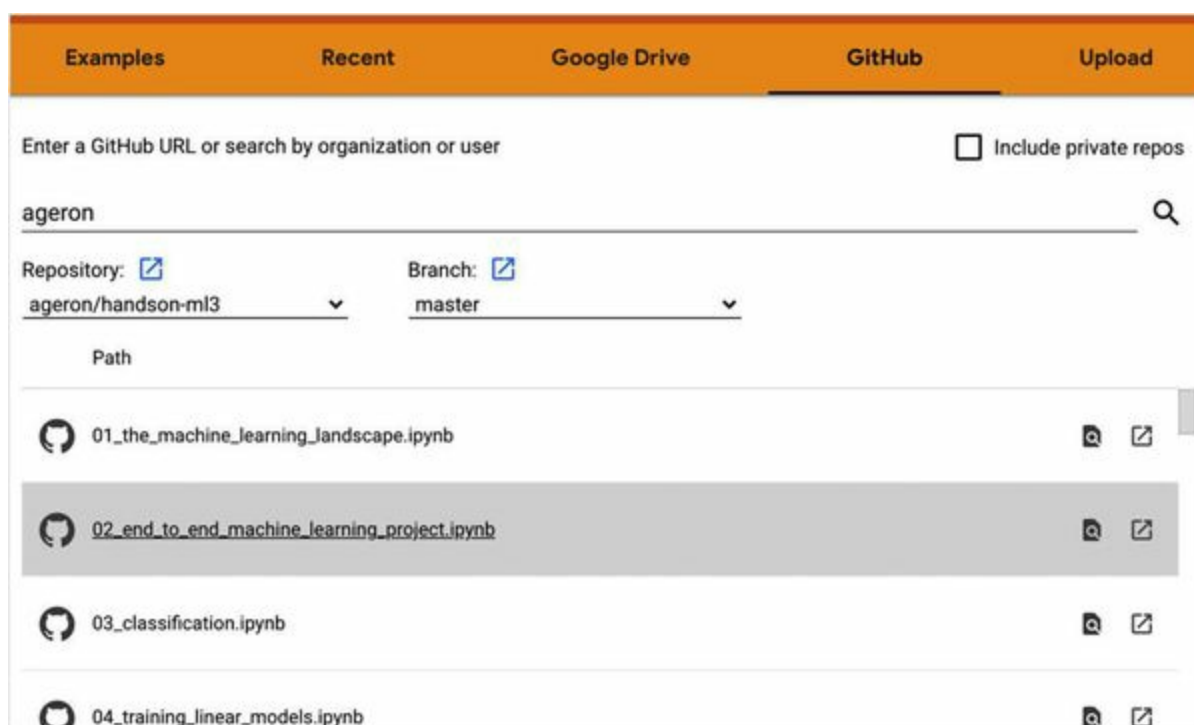 Examples Recent Google Drive GitHub Upload
Enter a GitHub URL or search by organization or user Include private repos
ageron
Repository: Branch:
ageron/handson-ml3 master
Path
01_the_machine_learning_landscape.ipynb
02_end_to_end_machine_learning_project.ipynb
03_classification.ipynb
04_training_linear_models.ipynb